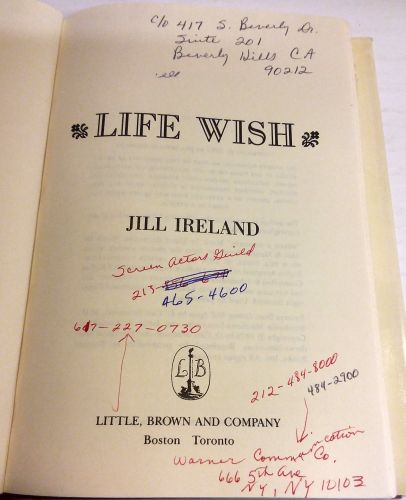 c/o 417 S. Beverly Dr.
Suite 201
Beverly Hills CA
90212
LIFE WISH
JILL IRELAND
Screen Actors Guild
213-
465-4600
617-227-0730
L B
212-484-8000
484-2900
LITTLE, BROWN AND COMPANY
Boston Toronto
Warner Communication
Co.
666 5th Ave
NY, NY 10103